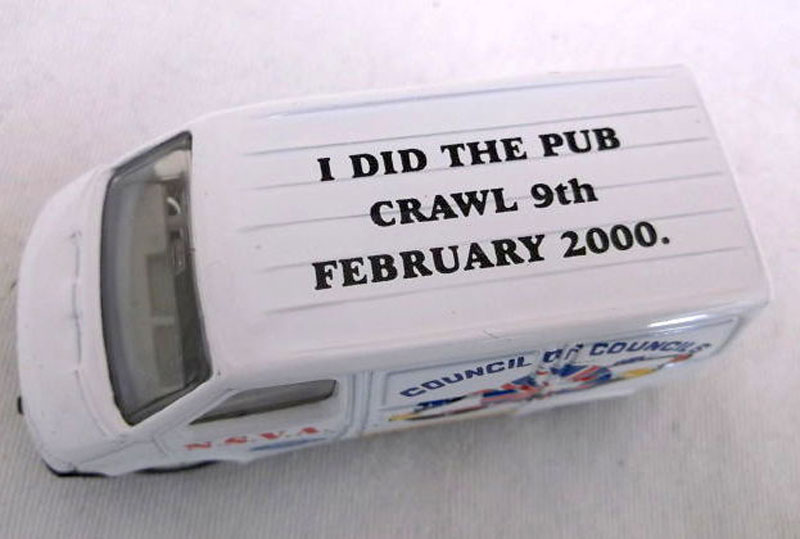 I DID THE PUB
CRAWL 9th
FEBRUARY 2000.
COUNCIL OF COUNCILS
N.S.V.A.